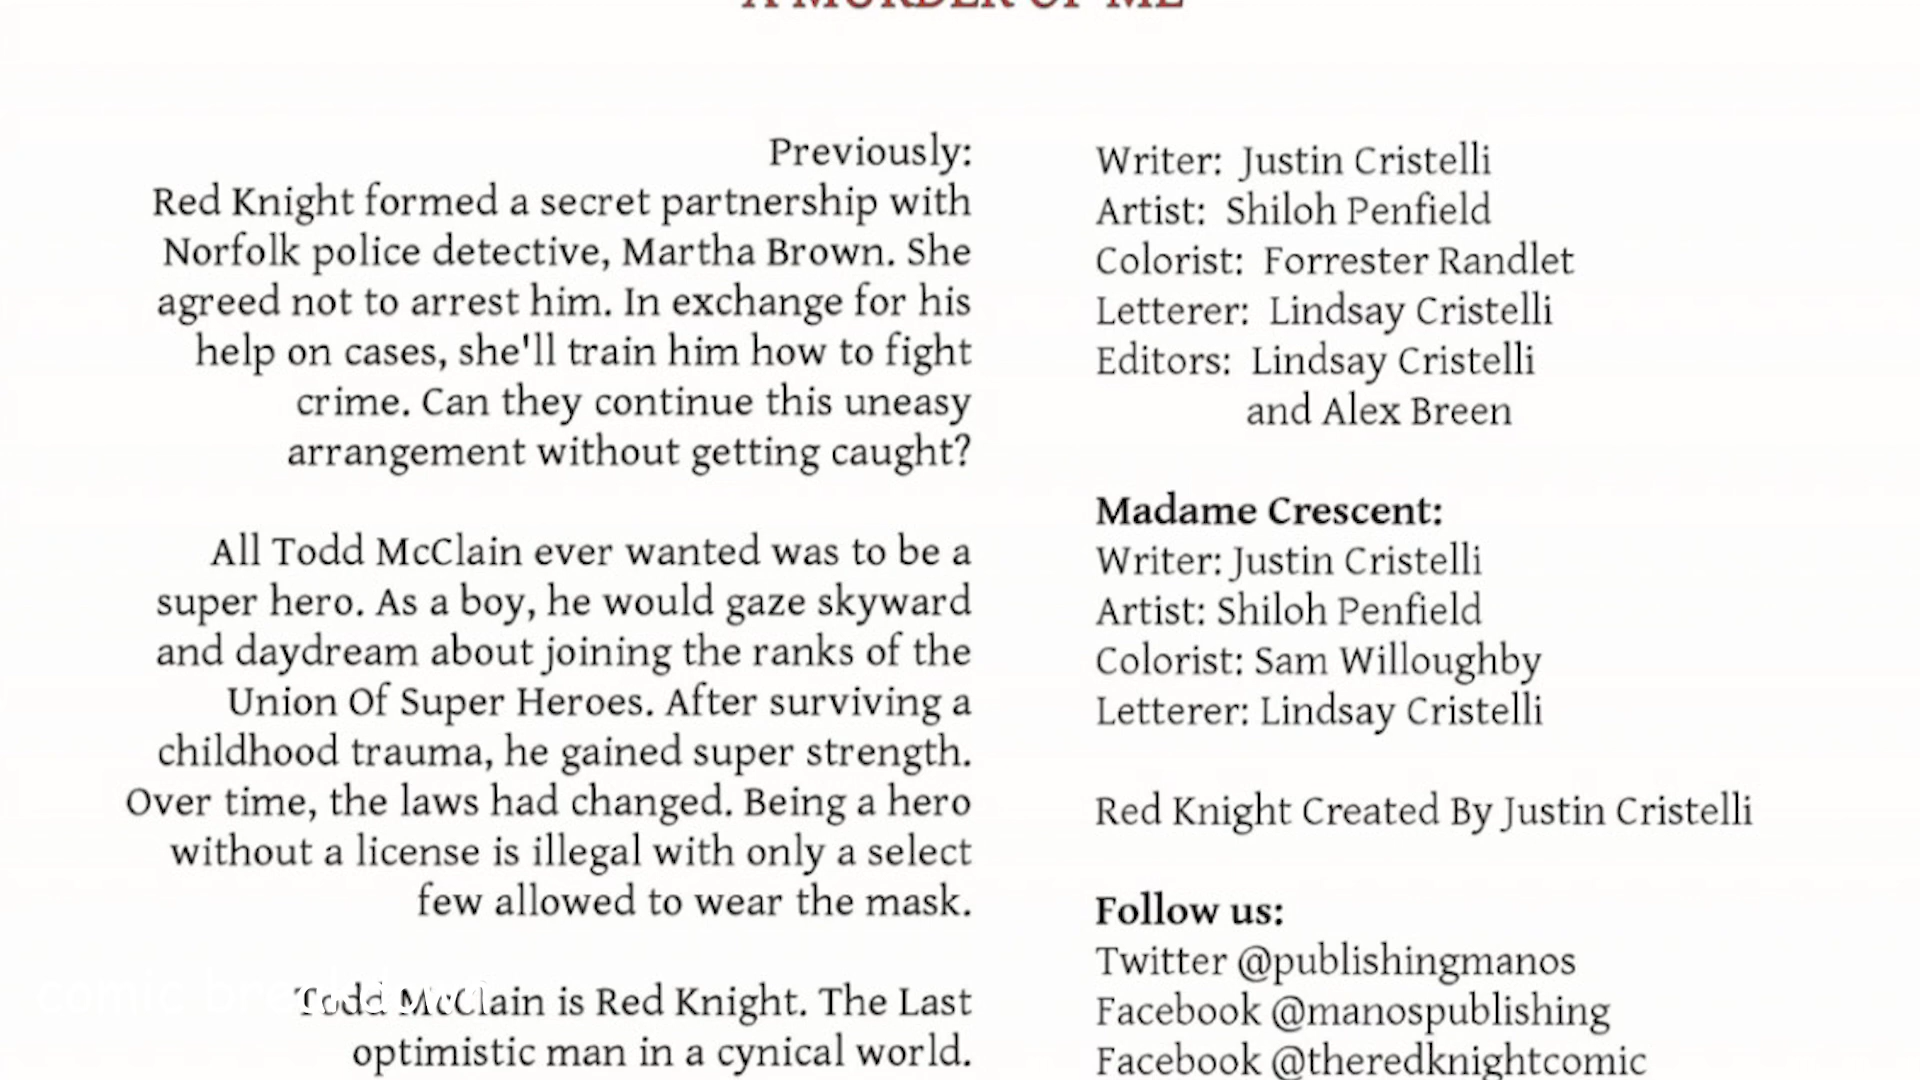 A MURDER OF ME
Previously:
Red Knight formed a secret partnership with
Norfolk police detective, Martha Brown. She
agreed not to arrest him. In exchange for his
help on cases, she'll train him how to fight
crime. Can they continue this uneasy
arrangement without getting caught?
All Todd McClain ever wanted was to be a
super hero. As a boy, he would gaze skyward
and daydream about joining the ranks of the
Union Of Super Heroes. After surviving a
childhood trauma, he gained super strength.
Over time, the laws had changed. Being a hero
without a license is illegal with only a select
few allowed to wear the mask.
Todd McClain is Red Knight. The Last
optimistic man in a cynical world.
Writer: Justin Cristelli
Artist: Shiloh Penfield
Colorist: Forrester Randlet
Letterer: Lindsay Cristelli
Editors: Lindsay Cristelli
and Alex Breen
Madame Crescent:
Writer: Justin Cristelli
Artist: Shiloh Penfield
Colorist: Sam Willoughby
Letterer: Lindsay Cristelli
Red Knight Created By Justin Cristelli
Follow us:
Twitter @publishingmanos
Facebook @manospublishing
Facebook @theredknightcomic
comic